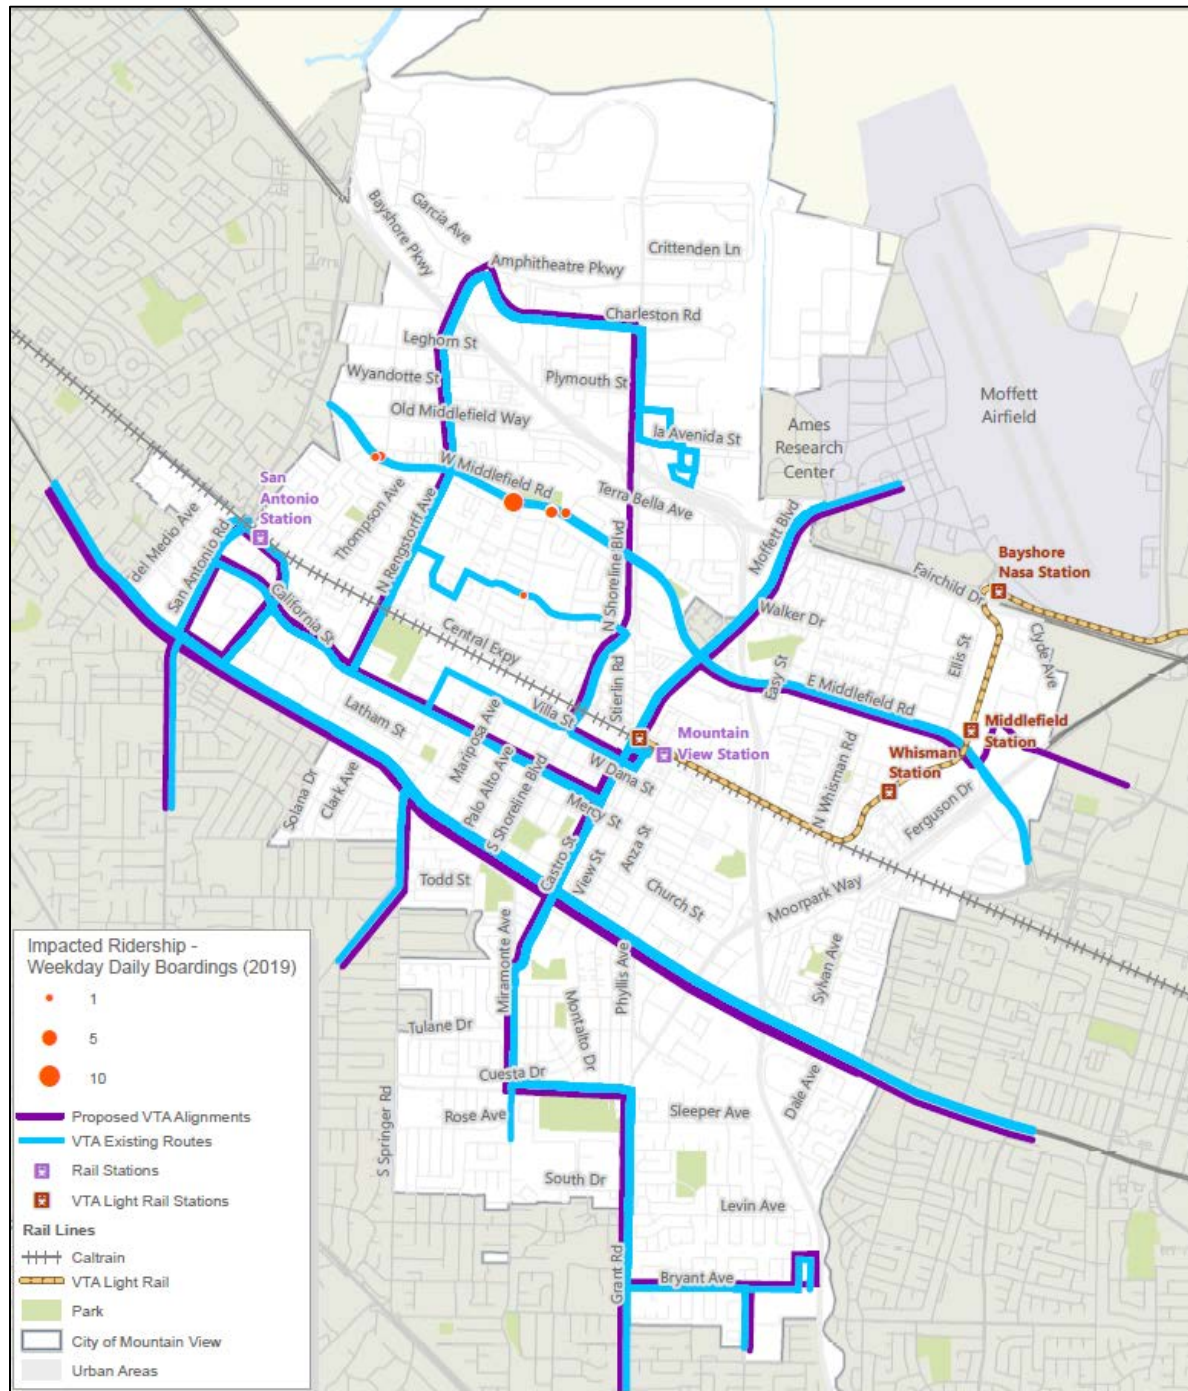 Garcia Ave
Bayshore Pkwy
Crittenden Ln
Amphitheatre Pkwy
Charleston Rd
Leghorn St
Wyandotte St
Plymouth St
Moffett
Airfield
Old Middlefield Way
la Avenida St
Ames
Research
Center
W Middlefield Rd
San
Antonio
Station
Thompson Ave
Terra Bella Ave
del Medio Ave
San Antonio Rd
N Rengstorff Ave
N Shoreline Blvd
Moffett Blvd
Bayshore
Nasa Station
Fairchild Dr
California St
Central Expy
Walker Dr
Ellis St
Clyde Ave
Stierlin Rd
Easy St
E Middlefield Rd
Latham St
Villa St
Mariposa Ave
Mountain
View Station
Middlefield
Station
Whisman
Station
W Dana St
N Whisman Rd
Palo Alto Ave
S Shoreline Blvd
Solana Dr
Clark Ave
Mercy St
Ferguson Dr
Anza St
Castro St
View St
Todd St
Church St
Moorpark Way
Miramonte Ave
Phyllis Ave
Sylvan Ave
Montalto Dr
Tulane Dr
Cuesta Dr
Rose Ave
Sleeper Ave
Dale Ave
S Springer Rd
South Dr
Levin Ave
Grant Rd
Bryant Ave
Impacted Ridership -
Weekday Daily Boardings (2019)
1
5
10
Proposed VTA Alignments
VTA Existing Routes
Rail Stations
VTA Light Rail Stations
Rail Lines
Caltrain
VTA Light Rail
Park
City of Mountain View
Urban Areas